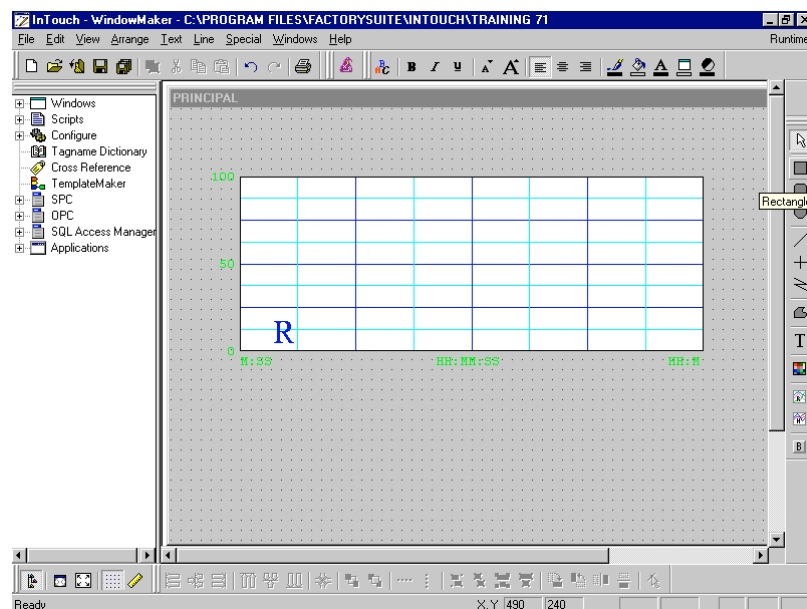 InTouch - WindowMaker - C:\PROGRAM FILES\FACTORYSUITE\INTOUCH\TRAINING 71
File Edit View Arrange Text Line Special Windows Help Runtime
Windows
Scripts
Configure
Tagname Dictionary
Cross Reference
TemplateMaker
SPC
OPC
SQL Access Manager
Applications
PRINCIPAL
100
50
0
R
M:SS HH:MM:SS HH:M
Rectangle
T
B
Ready X,Y 490 240